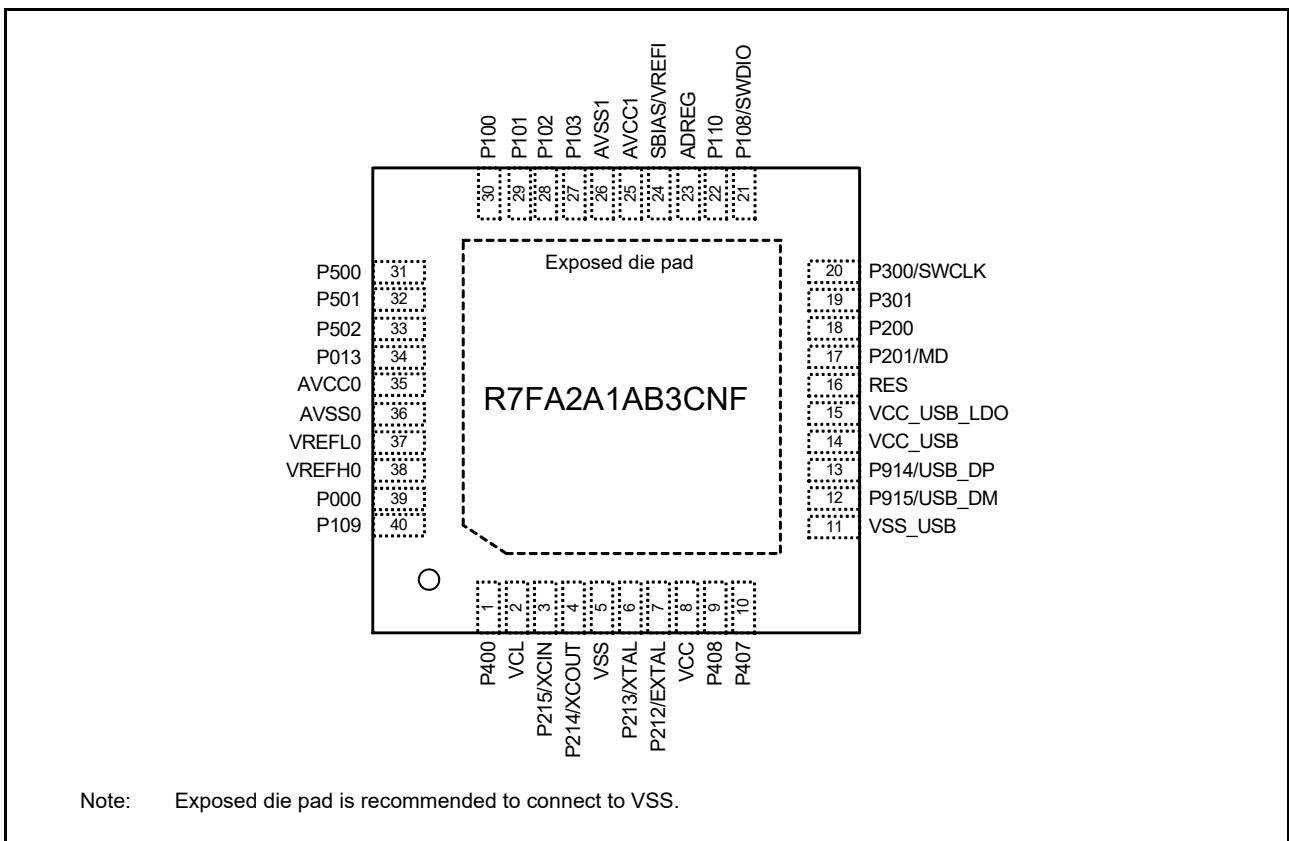 P100
P101
P102
P103
AVSS1
AVCC1
SBIAS/VREFI
ADREG
P110
P108/SWDIO
30
29
28
27
26
25
24
23
22
21
Exposed die pad
P500 31
P501 32
P502 33
P013 34
AVCC0 35
AVSS0 36
VREFL0 37
VREFH0 38
P000 39
P109 40
R7FA2A1AB3CNF
20 P300/SWCLK
19 P301
18 P200
17 P201/MD
16 RES
15 VCC_USB_LDO
14 VCC_USB
13 P914/USB_DP
12 P915/USB_DM
11 VSS_USB
1
2
3
4
5
6
7
8
9
10
P400
VCL
P215/XCIN
P214/XCOUT
VSS
P213/XTAL
P212/EXTAL
VCC
P408
P407
Note: Exposed die pad is recommended to connect to VSS.